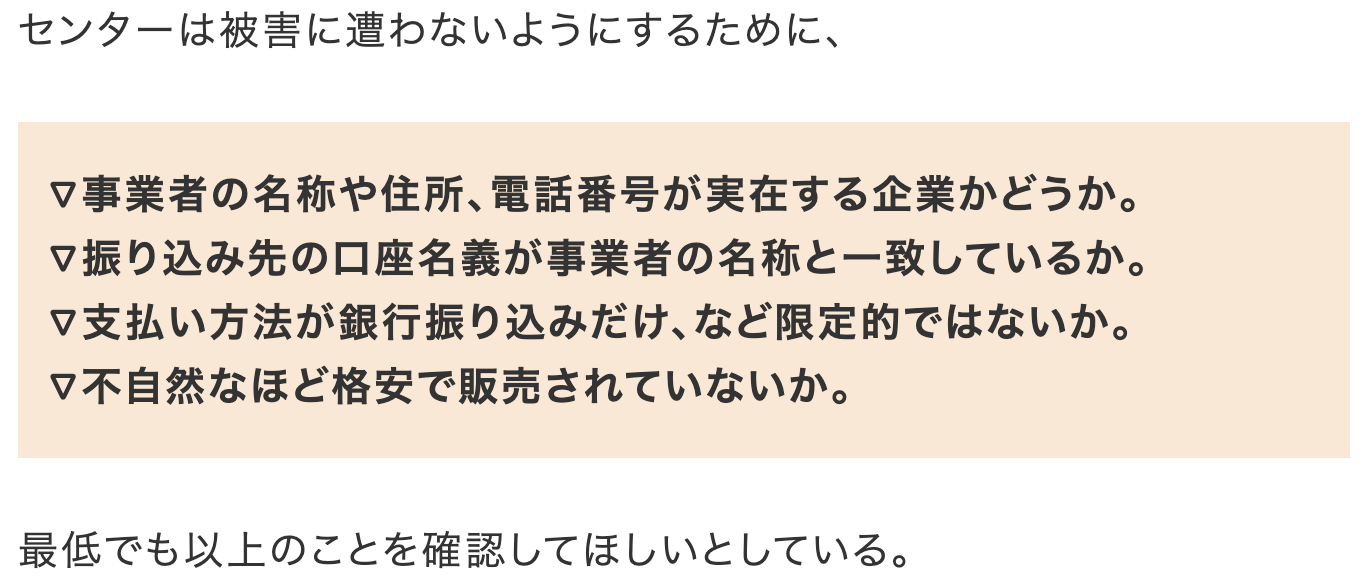 センターは被害に遭わないようにするために、
▽事業者の名称や住所、電話番号が実在する企業かどうか。
▽振り込み先の口座名義が事業者の名称と一致しているか。
▽支払い方法が銀行振り込みだけ、など限定的ではないか。
▽不自然なほど格安で販売されていないか。
最低でも以上のことを確認してほしいとしている。